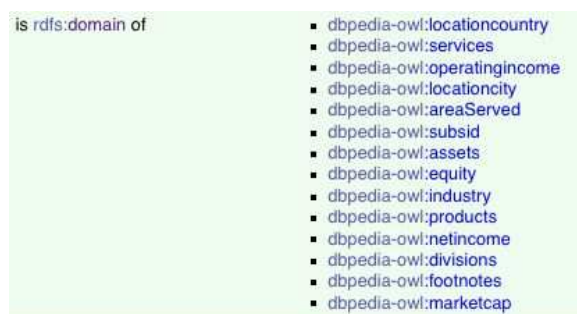 is rdfs:domain of
dbpedia-owl:locationcountry
dbpedia-owl:services
dbpedia-owl:operatingincome
dbpedia-owl:locationcity
dbpedia-owl:areaServed
dbpedia-owl:subsid
dbpedia-owl:assets
dbpedia-owl:equity
dbpedia-owl:industry
dbpedia-owl:products
dbpedia-owl:netincome
dbpedia-owl:divisions
dbpedia-owl:footnotes
dbpedia-owl:marketcap